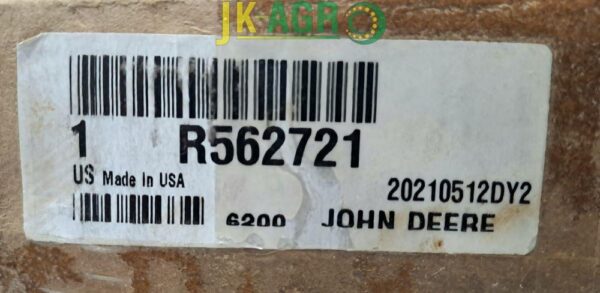 JK-AGRO
1 R562721
US Made In USA
20210512DY2
6200 JOHN DEERE